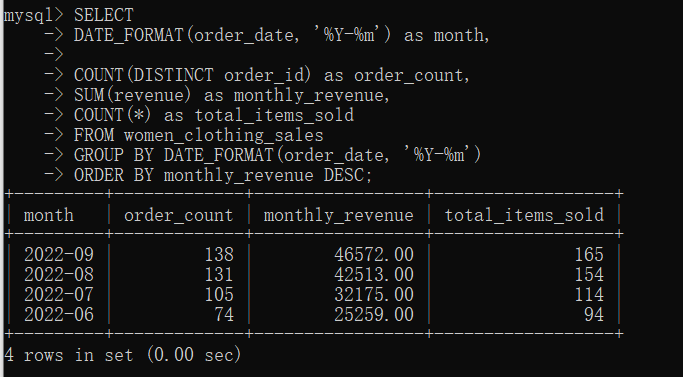 mysql> SELECT
-> DATE_FORMAT(order_date, '%Y-%m') as month,
->
-> COUNT(DISTINCT order_id) as order_count,
-> SUM(revenue) as monthly_revenue,
-> COUNT(*) as total_items_sold
-> FROM women_clothing_sales
-> GROUP BY DATE_FORMAT(order_date, '%Y-%m')
-> ORDER BY monthly_revenue DESC;
+---------+-------------+-----------------+------------------+
| month | order_count | monthly_revenue | total_items_sold |
+---------+-------------+-----------------+------------------+
| 2022-09 | 138 | 46572.00 | 165 |
| 2022-08 | 131 | 42513.00 | 154 |
| 2022-07 | 105 | 32175.00 | 114 |
| 2022-06 | 74 | 25259.00 | 94 |
+---------+-------------+-----------------+------------------+
4 rows in set (0.00 sec)